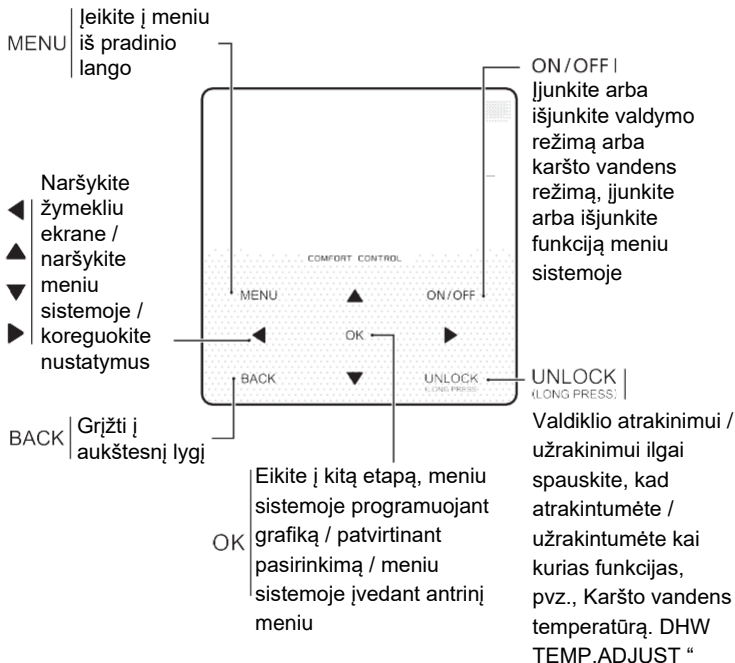 MENU
Įeikite į meniu
iš pradinio
lango
ON/OFF
Įjunkite arba
išjunkite valdymo
režimą arba
karšto vandens
režimą, įjunkite
arba išjunkite
funkciją meniu
sistemoje
Naršykite
žymekliu
ekrane /
naršykite
meniu
sistemoje /
koreguokite
nustatymus
COMFORT CONTROL
MENU
ON/OFF
OK
BACK
UNLOCK
(LONG PRESS)
BACK
Grįžti į
aukštesnį lygį
OK
Eikite į kitą etapą, meniu
sistemoje programuojant
grafiką / patvirtinant
pasirinkimą / meniu
sistemoje įvedant antrinį
meniu
UNLOCK
(LONG PRESS)
Valdiklio atrakinimui /
užrakinimui ilgai
spauskite, kad
atrakintumėte /
užrakintumėte kai
kurias funkcijas,
pvz., Karšto vandens
temperatūrą. DHW
TEMP.ADJUST “